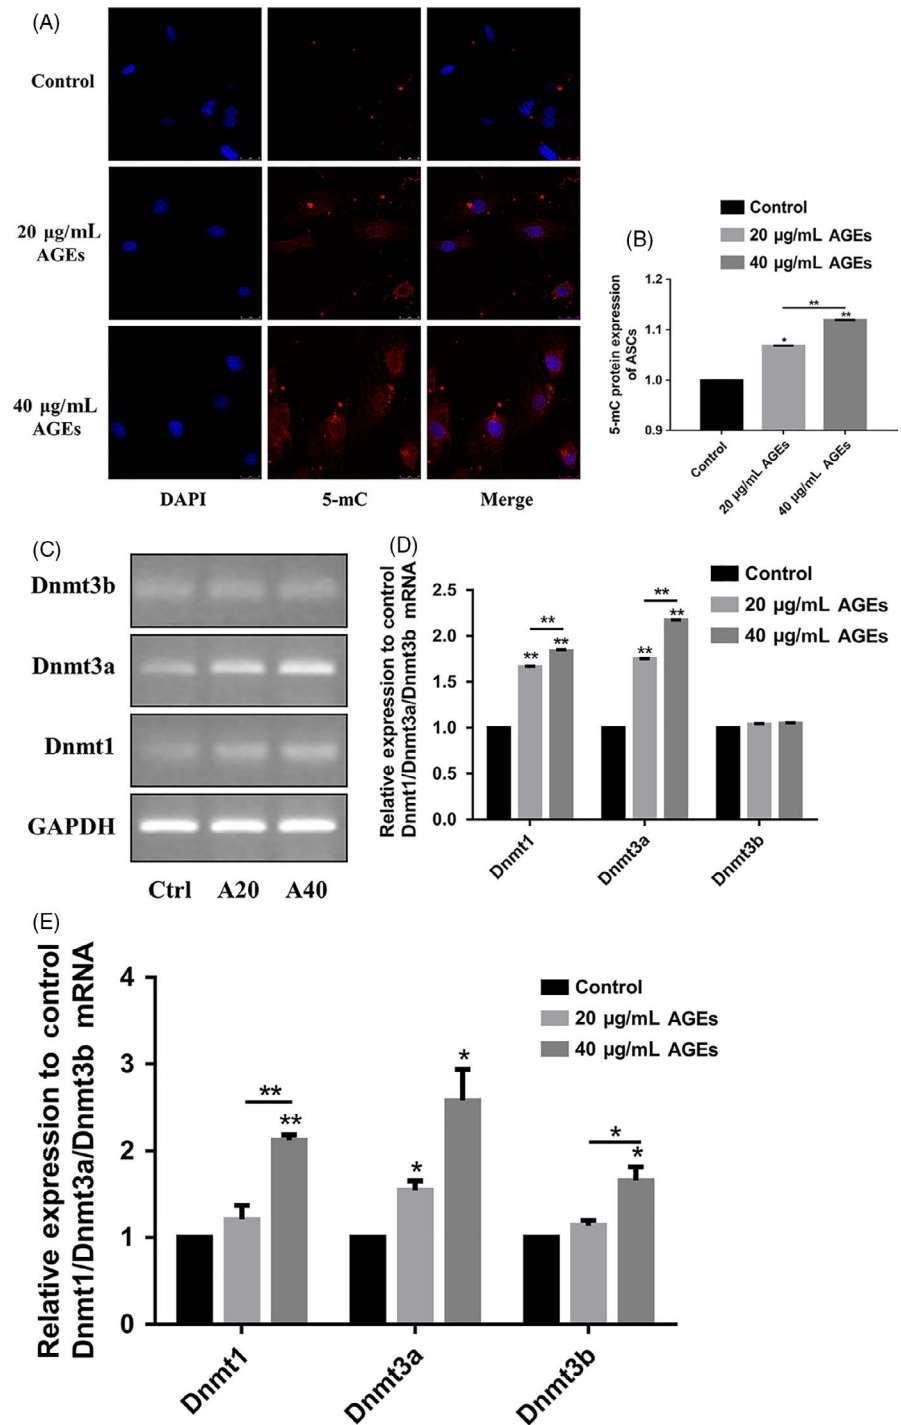 (A)
Control
20 μg/mL
AGEs
40 μg/mL
AGEs
DAPI
5-mC
Merge
(B)
Control
20 μg/mL AGEs
40 μg/mL AGEs
5-mC protein expression
of ASCs
1.2
1.1
1.0
0.9
**
*
**
Control
20 μg/mL AGEs
40 μg/mL AGEs
(C)
Dnmt3b
Dnmt3a
Dnmt1
GAPDH
Ctrl A20 A40
(D)
Relative expression to control
Dnmt1/Dnmt3a/Dnmt3b mRNA
Control
20 μg/mL AGEs
40 μg/mL AGEs
2.5
2.0
1.5
1.0
0.5
0.0
**
**
**
**
**
**
Dnmt1
Dnmt3a
Dnmt3b
(E)
Relative expression to control
Dnmt1/Dnmt3a/Dnmt3b mRNA
Control
20 μg/mL AGEs
40 μg/mL AGEs
4
3
2
1
0
**
**
*
*
*
*
Dnmt1
Dnmt3a
Dnmt3b